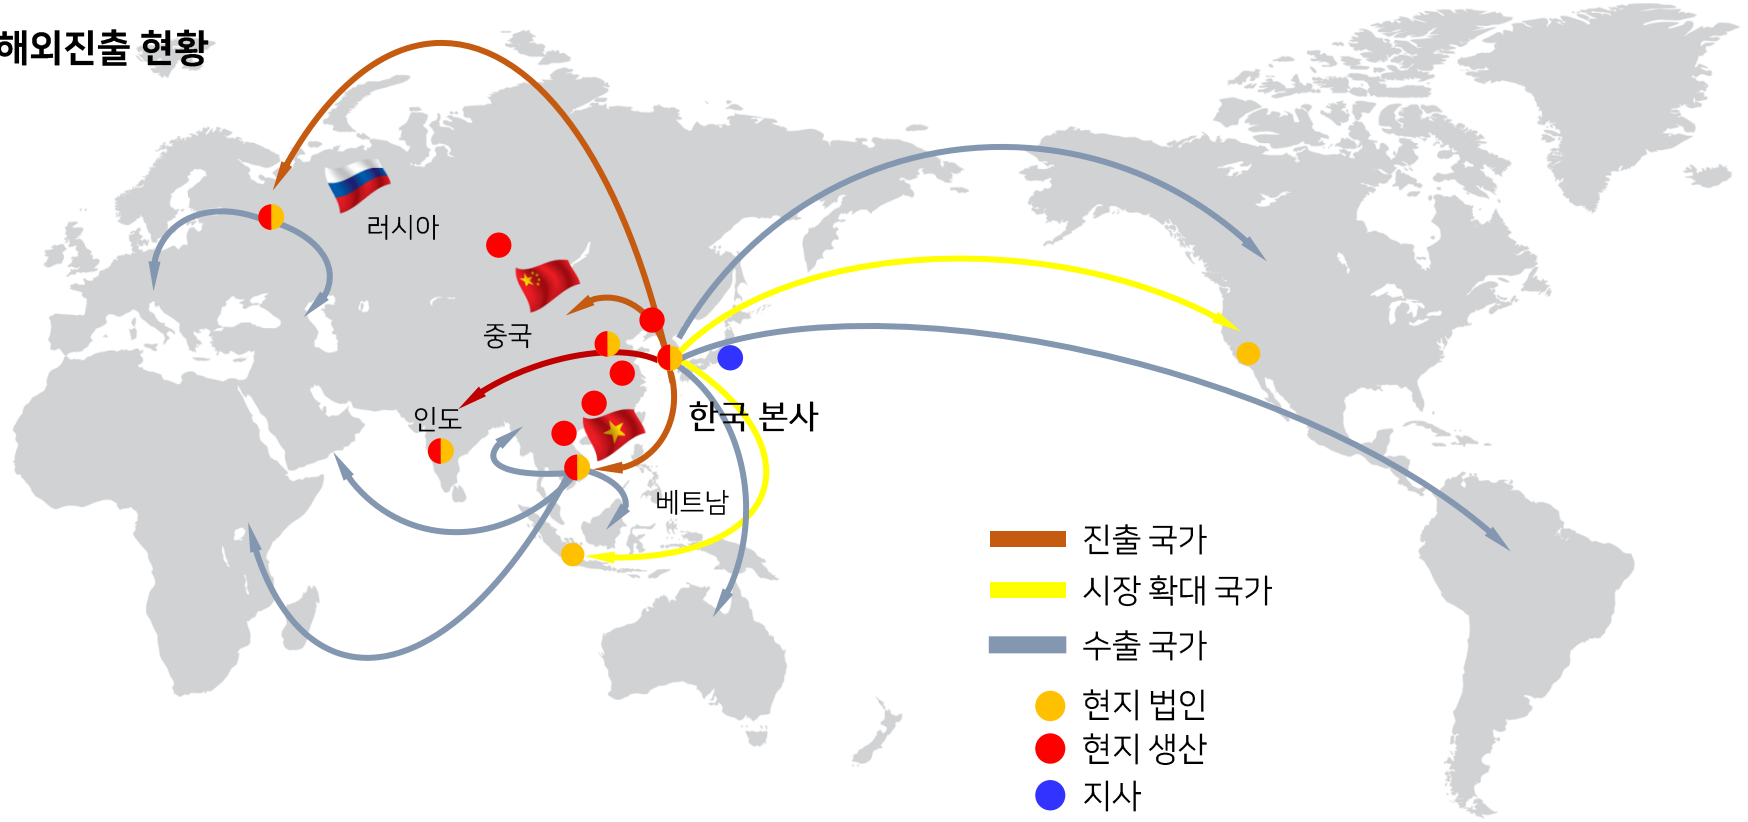 해외진출 현황
러시아
중국
인도
한국 본사
베트남
진출 국가
시장 확대 국가
수출 국가
현지 법인
현지 생산
지사